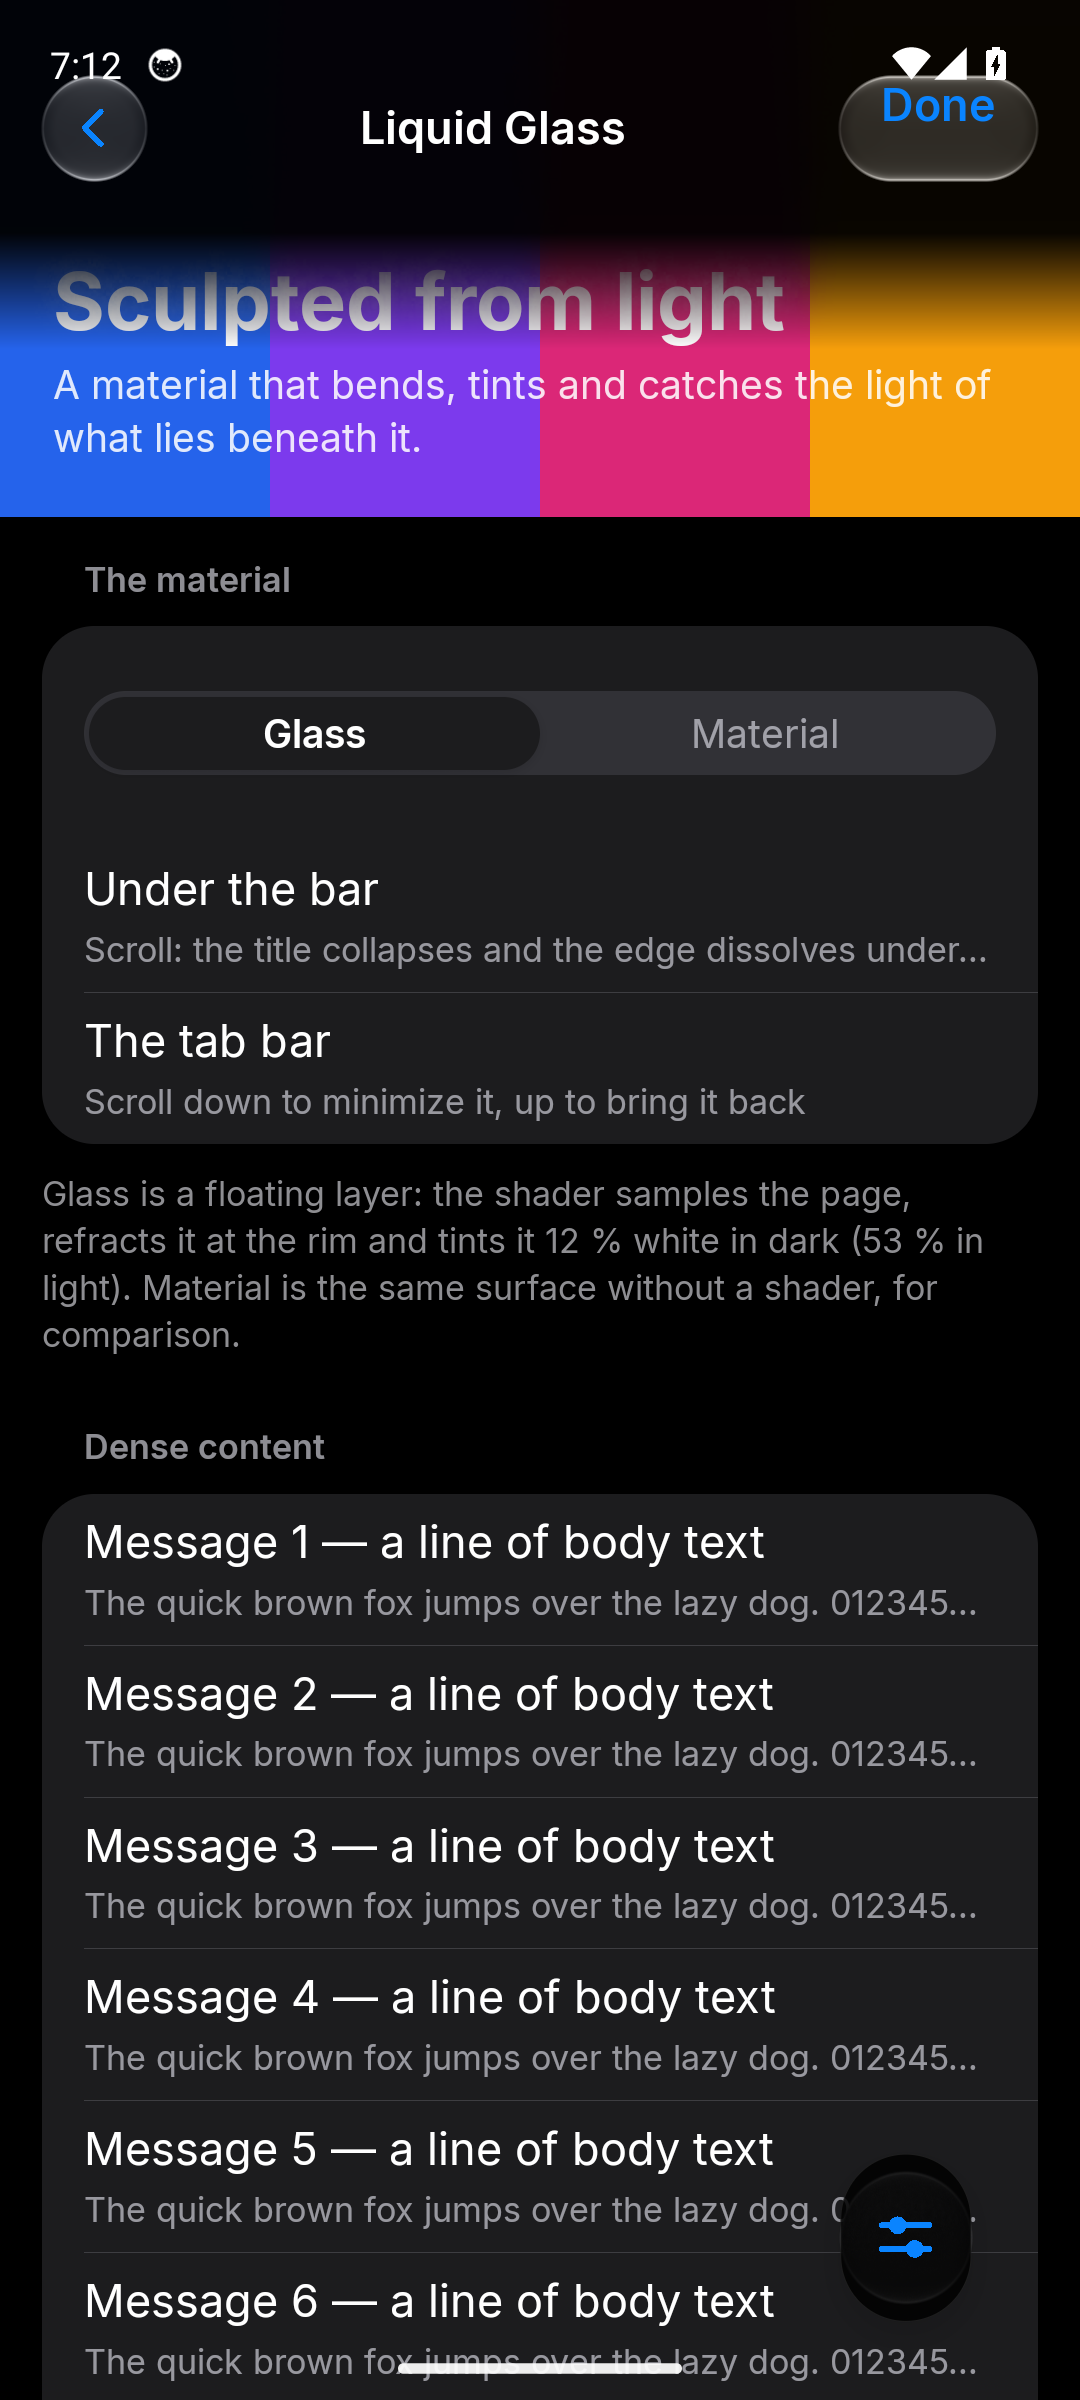 7:12
Liquid Glass
Done
Sculpted from light
A material that bends, tints and catches the light of
what lies beneath it.
The material
Glass
Material
Under the bar
Scroll: the title collapses and the edge dissolves under...
The tab bar
Scroll down to minimize it, up to bring it back
Glass is a floating layer: the shader samples the page,
refracts it at the rim and tints it 12 % white in dark (53 % in
light). Material is the same surface without a shader, for
comparison.
Dense content
Message 1 — a line of body text
The quick brown fox jumps over the lazy dog. 012345...
Message 2 — a line of body text
The quick brown fox jumps over the lazy dog. 012345...
Message 3 — a line of body text
The quick brown fox jumps over the lazy dog. 012345...
Message 4 — a line of body text
The quick brown fox jumps over the lazy dog. 012345...
Message 5 — a line of body text
The quick brown fox jumps over the lazy dog.
Message 6 — a line of body text
The quick brown fox jumps over the lazy dog. 012345...